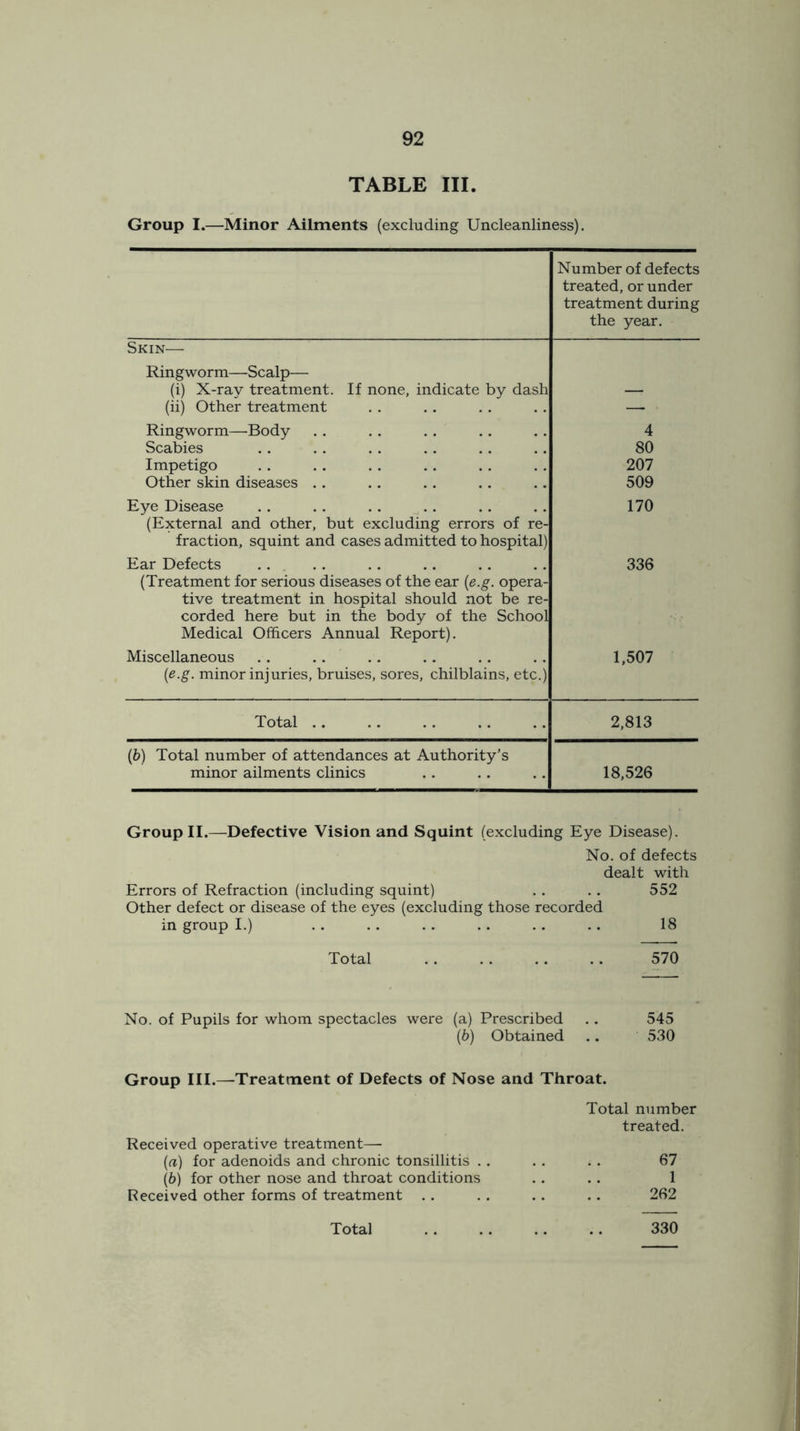 92
TABLE III.
Group I.—Minor Ailments (excluding Uncleanliness).
Number of defects
treated, or under
treatment during
the year.
Skin—
Ringworm—Scalp—
(i) X-ray treatment. If none, indicate by dash —
(ii) Other treatment .. .. .. .. —
Ringworm—Body .. .. .. .. .. 4
Scabies .. .. .. .. .. .. 80
Impetigo .. .. .. .. .. .. 207
Other skin diseases .. .. .. .. .. 509
Eye Disease .. .. .. .. .. .. 170
(External and other, but excluding errors of re-
fraction, squint and cases admitted to hospital)
Ear Defects .. .. .. .. .. .. 336
(Treatment for serious diseases of the ear (e.g. opera-
tive treatment in hospital should not be re-
corded here but in the body of the School
Medical Officers Annual Report).
Miscellaneous .. .. .. .. .. .. 1,507
(e.g. minor injuries, bruises, sores, chilblains, etc.)
Total .. .. .. .. .. 2,813
(b) Total number of attendances at Authority's
minor ailments clinics .. .. .. 18,526
Group II.—Defective Vision and Squint (excluding Eye Disease).
No. of defects
dealt with
Errors of Refraction (including squint) .. .. 552
Other defect or disease of the eyes (excluding those recorded
in group I.) .. .. .. .. .. .. 18
Total .. .. .. .. 570
No. of Pupils for whom spectacles were (a) Prescribed .. 545
(b) Obtained .. 530
Group III.—Treatment of Defects of Nose and Throat.
Total number
treated.
Received operative treatment—
(a) for adenoids and chronic tonsillitis .. .. .. 67
(b) for other nose and throat conditions .. .. 1
Received other forms of treatment .. .. .. .. 262
Total .. .. .. .. 330